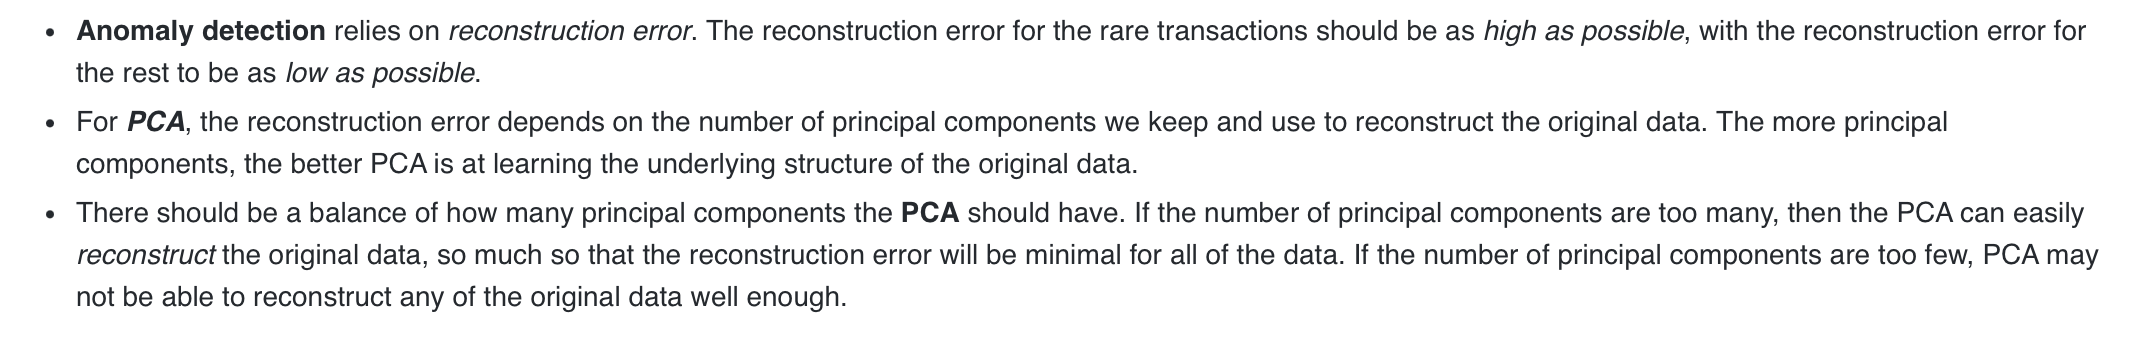 • Anomaly detection relies on reconstruction error. The reconstruction error for the rare transactions should be as high as possible, with the reconstruction error for
the rest to be as low as possible.
• For PCA, the reconstruction error depends on the number of principal components we keep and use to reconstruct the original data. The more principal
components, the better PCA is at learning the underlying structure of the original data.
• There should be a balance of how many principal components the PCA should have. If the number of principal components are too many, then the PCA can easily
reconstruct the original data, so much so that the reconstruction error will be minimal for all of the data. If the number of principal components are too few, PCA may
not be able to reconstruct any of the original data well enough.